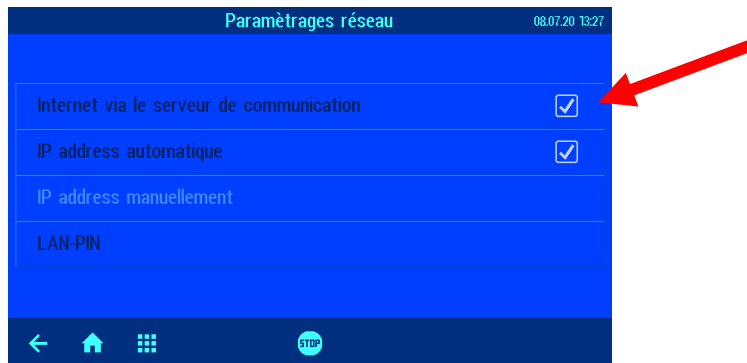 Paramètrages réseau
08.07.20 13:27
Internet via le serveur de communication
IP address automatique
IP address manuellement
LAN-PIN
STOP